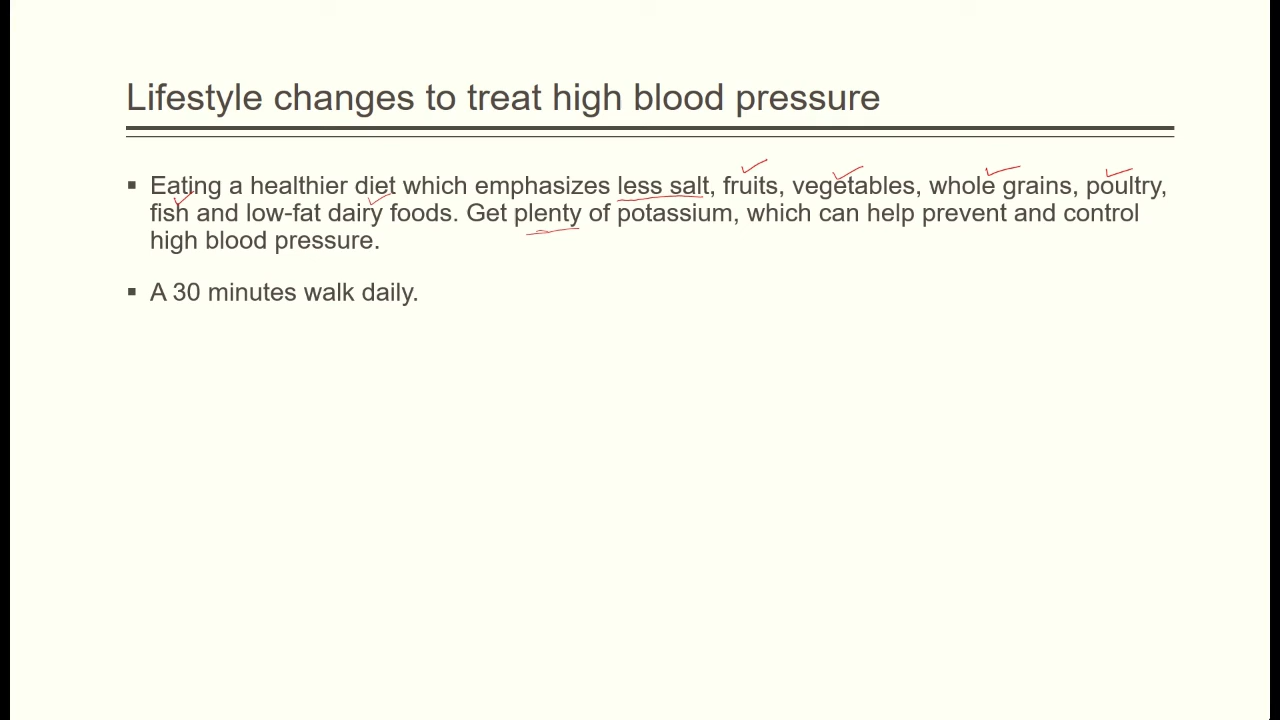 Lifestyle changes to treat high blood pressure
▪ Eating a healthier diet which emphasizes less salt, fruits, vegetables, whole grains, poultry,
fish and low-fat dairy foods. Get plenty of potassium, which can help prevent and control
high blood pressure.
▪ A 30 minutes walk daily.